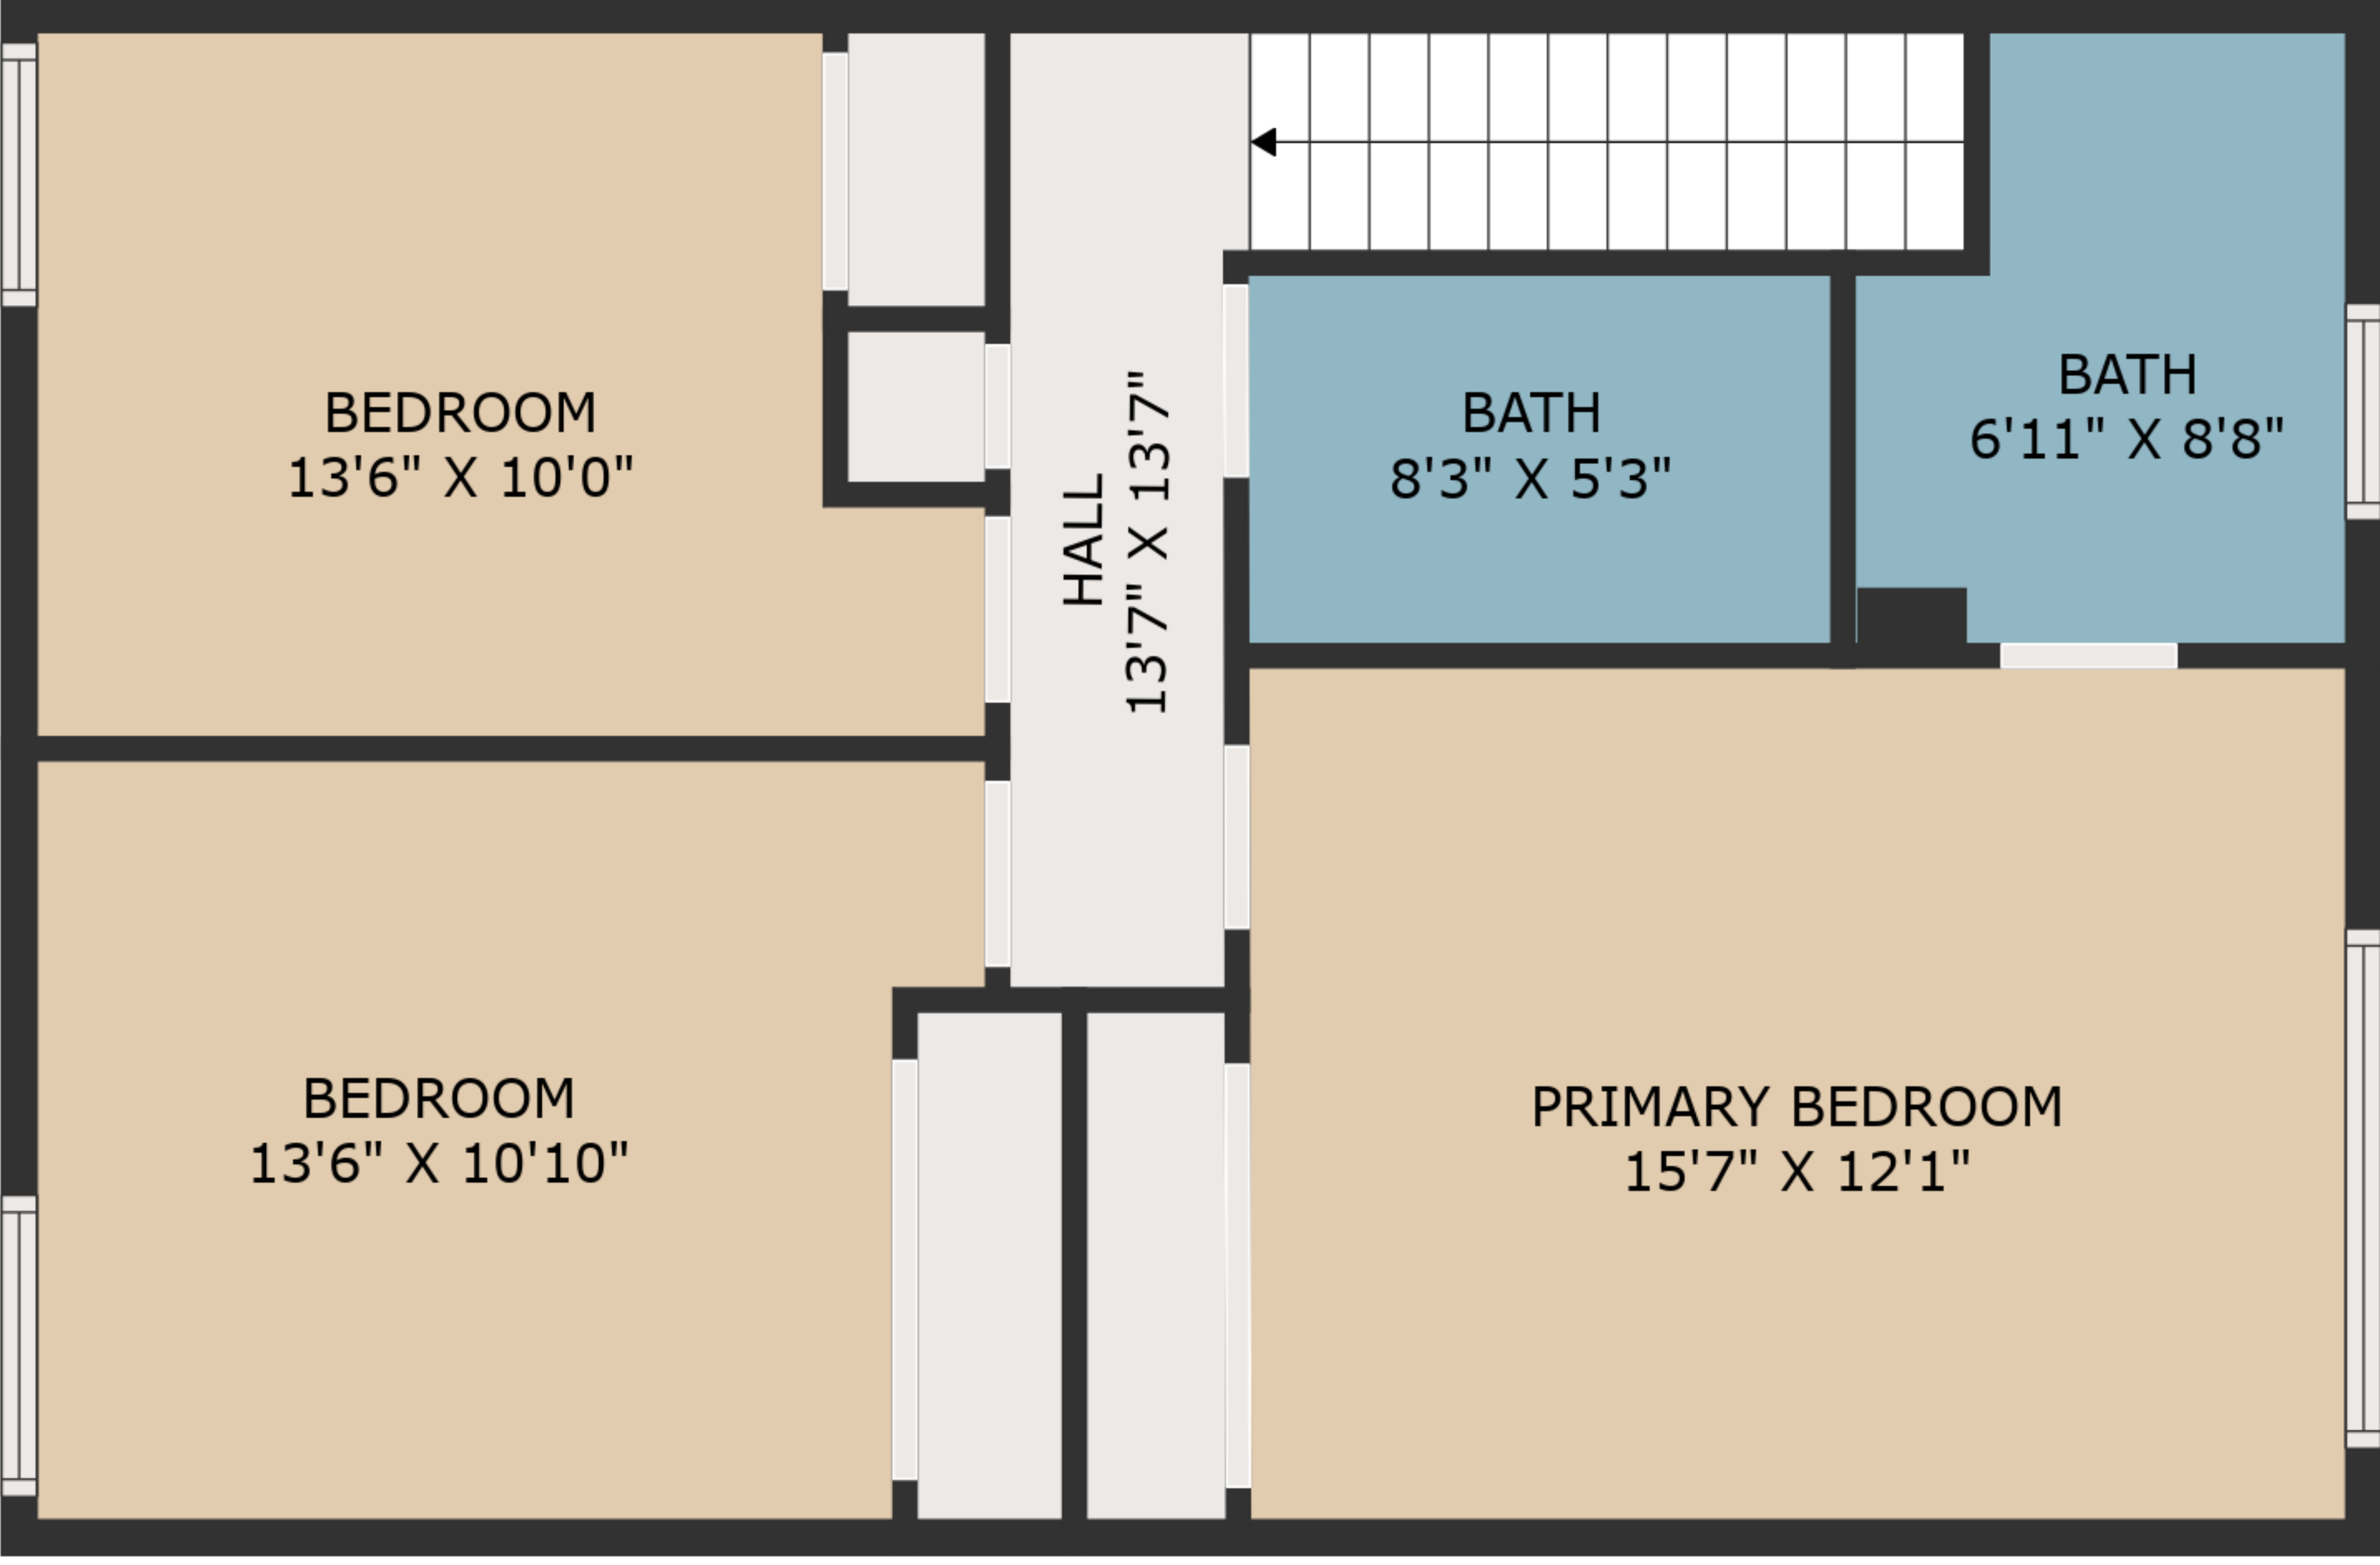 BEDROOM
13'6" X 10'0"
HALL
13'7" X 13'7"
BATH
8'3" X 5'3"
BATH
6'11" X 8'8"
BEDROOM
13'6" X 10'10"
PRIMARY BEDROOM
15'7" X 12'1"